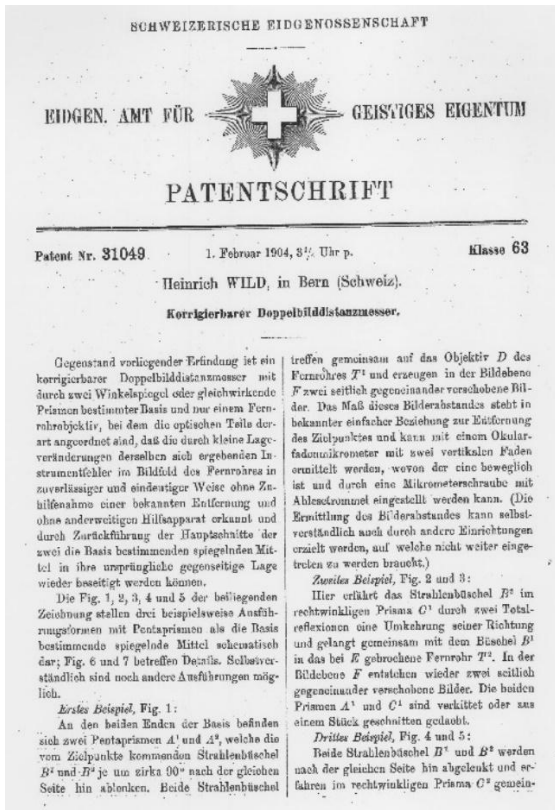 SCHWEIZERISCHE EIDGENOSSENSCHAFT
EIDGEN. AMT FÜR GEISTIGES EIGENTUM
PATENTSCHRIFT
Patent Nr. 31049 1. Februar 1904, 3¹/₂ Uhr p. Klasse 63
Heinrich WILD, in Bern (Schweiz).
Korrigierbarer Doppelbilddistanzmesser.
Gegenstand vorliegender Erfindung ist ein
korrigierbarer Doppelbilddistanzmesser mit
durch zwei Winkelspiegel oder gleichwirkende
Prismen bestimmter Basis und nur einem Fern-
rohrobjektiv, bei dem die optischen Teile der-
art angeordnet sind, daß die durch kleine Lage-
veränderungen derselben sich ergebenden In-
strumentfehler im Bildfeld des Fernrohres in
zuverlässiger und eindeutiger Weise ohne Zu-
hilfenahme einer bekannten Entfernung und
ohne anderweitigen Hilfsapparat erkannt und
durch Zurückführung der Hauptschnitte der
zwei die Basis bestimmenden spiegelnden Mit-
tel in ihre ursprüngliche gegenseitige Lage
wieder beseitigt werden können.
Die Fig. 1, 2, 3, 4 und 5 der beiliegenden
Zeichnung stellen drei beispielsweise Ausfüh-
rungsformen mit Pentaprismen als die Basis
bestimmende spiegelnde Mittel schematisch
dar; Fig. 6 und 7 betreffen Details. Selbstver-
ständlich sind noch andere Ausführungen mög-
lich.
Erstes Beispiel, Fig. 1:
An den beiden Enden der Basis befinden
sich zwei Pentaprismen A¹ und A², welche die
vom Zielpunkte kommenden Strahlenbüschel
B¹ und B² je um zirka 90° nach der gleichen
Seite hin ablenken. Beide Strahlenbüschel
treffen gemeinsam auf das Objektiv D des
Fernrohres T¹ und erzeugen in der Bildebene
F zwei seitlich gegeneinander verschobene Bil-
der. Das Maß dieses Bilderabstandes steht in
bekannter einfacher Beziehung zur Entfernung
des Zielpunktes und kann mit einem Okular-
fadenmikrometer mit zwei vertikalen Faden
ermittelt werden, wovon der eine beweglich
ist und durch eine Mikrometerschraube mit
Ablesetrommel eingestellt werden kann. (Die
Ermittlung des Bilderabstandes kann selbst-
verständlich auch durch andere Einrichtungen
erzielt werden, auf welche nicht weiter einge-
treten zu werden braucht.)
Zweites Beispiel, Fig. 2 und 3:
Hier erfährt das Strahlenbüschel B² im
rechtwinkligen Prisma C¹ durch zwei Total-
reflexionen eine Umkehrung seiner Richtung
und gelangt gemeinsam mit dem Büschel B¹
in das bei E gebrochene Fernrohr T². In der
Bildebene F entstehen wieder zwei seitlich
gegeneinander verschobene Bilder. Die beiden
Prismen A¹ und C¹ sind verkittet oder aus
einem Stück geschnitten gedacht.
Drittes Beispiel, Fig. 4 und 5:
Beide Strahlenbüschel B¹ und B² werden
nach der gleichen Seite hin abgelenkt und er-
fahren im rechtwinkligen Prisma C² gemein-